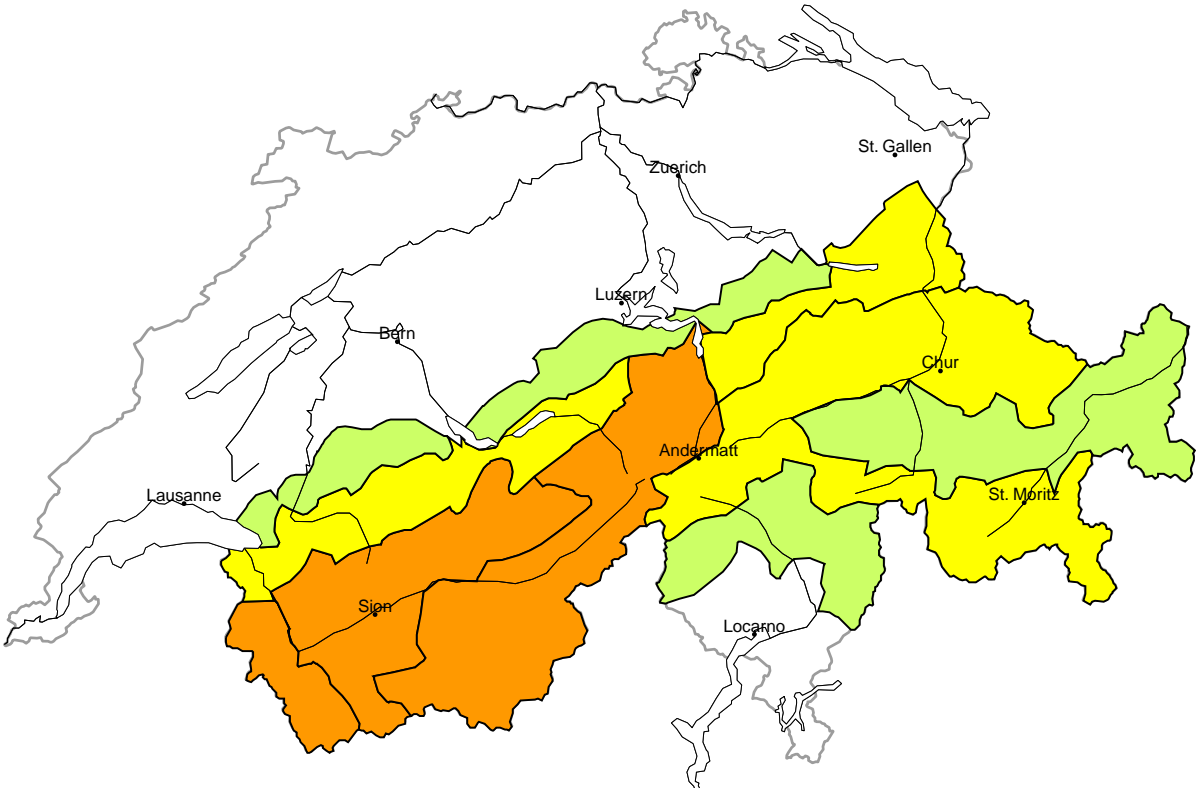 St. Gallen
Zuerich
Luzern
Bern
Chur
Andermatt
St. Moritz
Lausanne
Sion
Locarno